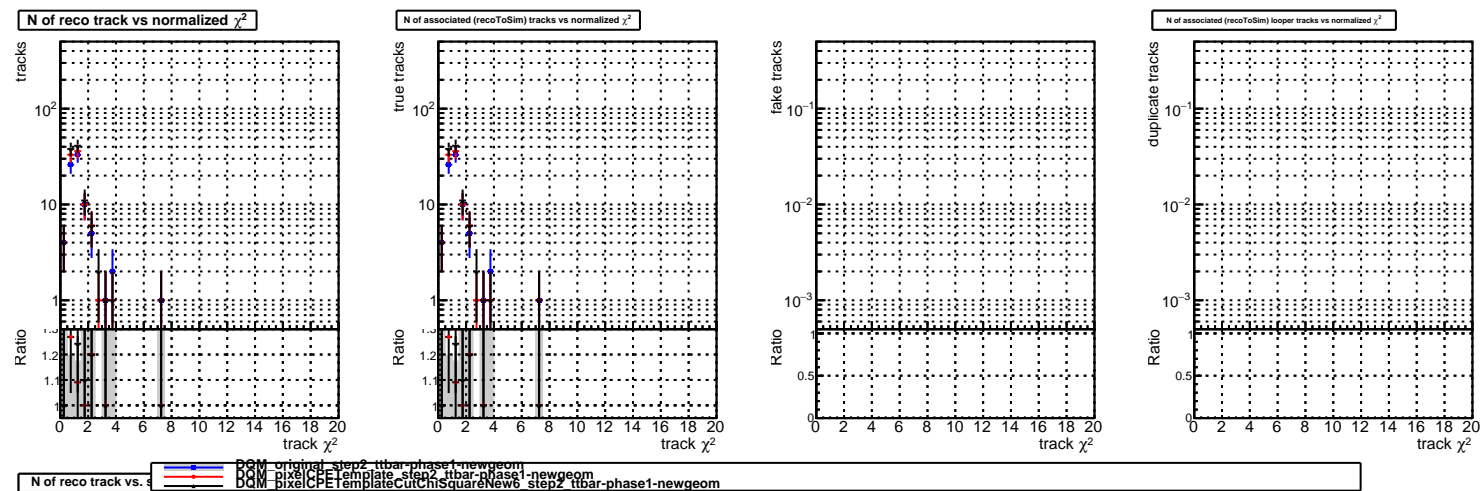 N of reco track vs normalized χ²
N of associated (recoToSim) tracks vs normalized χ²
N of associated (recoToSim) looper tracks vs normalized χ²
tracks
10²
10
1
Ratio
1.3
1.2
1.1
1
0 2 4 6 8 10 12 14 16 18 20
track χ²
true tracks
10²
10
1
Ratio
1.3
1.2
1.1
1
0 2 4 6 8 10 12 14 16 18 20
track χ²
fake tracks
10⁻¹
10⁻²
10⁻³
Ratio
1
0.5
0
0 2 4 6 8 10 12 14 16 18 20
track χ²
duplicate tracks
10⁻¹
10⁻²
10⁻³
Ratio
1
0.5
0
0 2 4 6 8 10 12 14 16 18 20
track χ²
N of reco track vs. s
DQM_original_step2_ttbar-phase1-newgeom
DQM_pixelCPETemplate_step2_ttbar-phase1-newgeom
DQM_pixelCPETemplateCutChiSquareNew6_step2_ttbar-phase1-newgeom